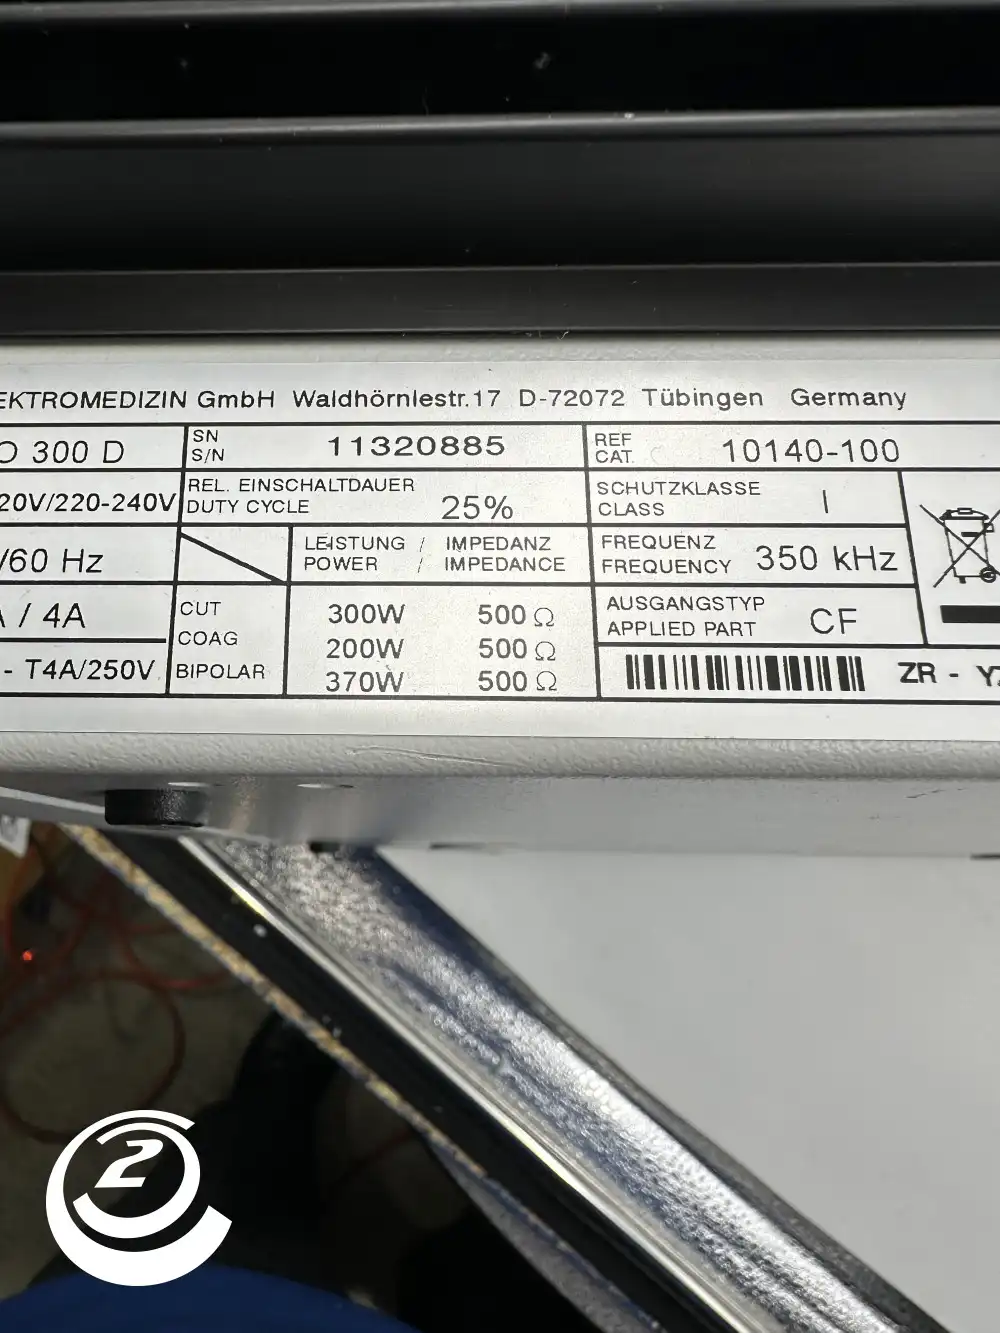 EKTROMEDIZIN GmbH Waldhörnlestr.17 D-72072 Tübingen Germany
O 300 D
SN
S/N
11320885
REF
CAT.
10140-100
20V/220-240V
REL. EINSCHALTDAUER
DUTY CYCLE
25%
SCHUTZKLASSE
CLASS
I
/60 Hz
LEISTUNG / IMPEDANZ
POWER / IMPEDANCE
FREQUENZ
FREQUENCY
350 kHz
/ 4A
CUT 300W 500 Ω
COAG 200W 500 Ω
BIPOLAR 370W 500 Ω
AUSGANGSTYP
APPLIED PART
CF
- T4A/250V
ZR - Y
2